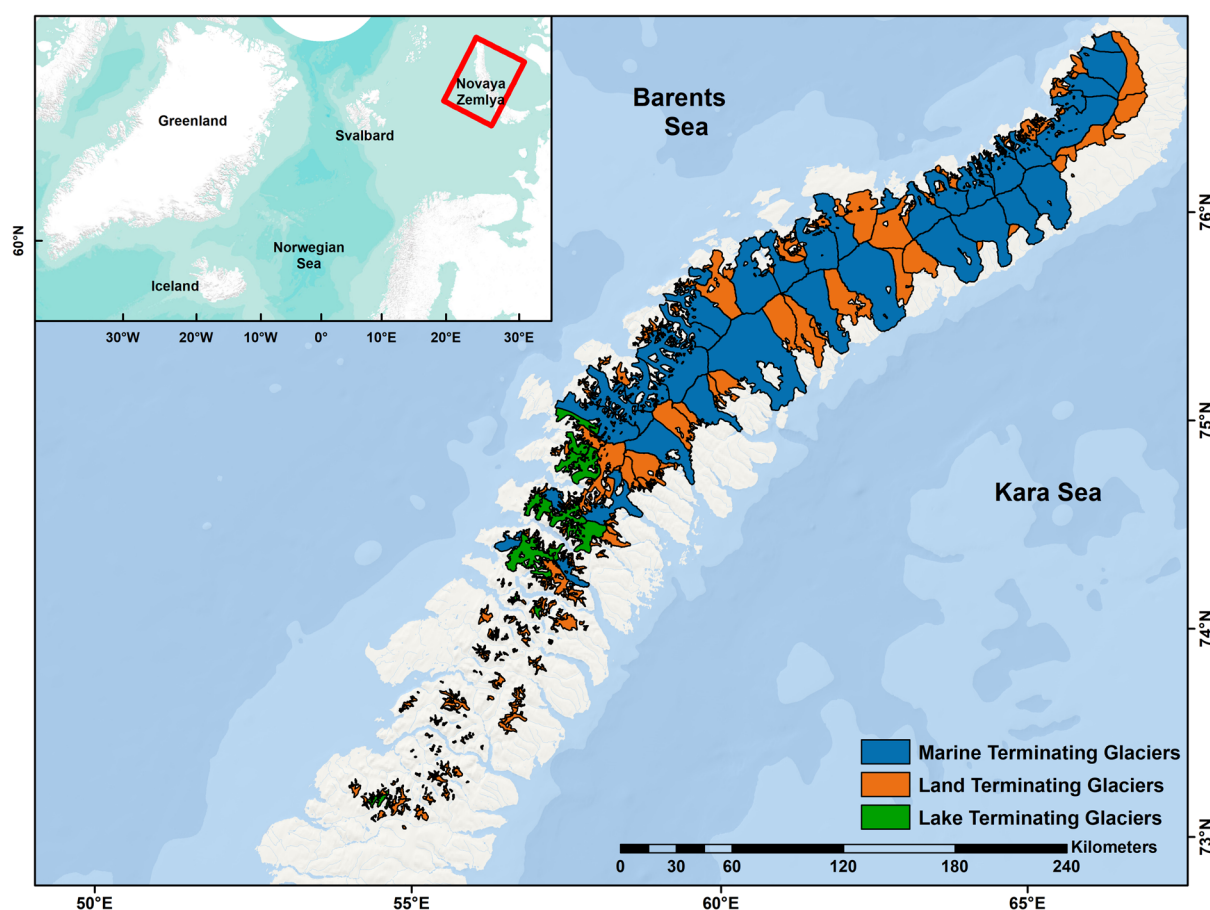 Greenland
Svalbard
Novaya
Zemlya
Norwegian
Sea
Iceland
60°N
30°W
20°W
10°W
0°
10°E
20°E
30°E
Barents
Sea
Kara Sea
76°N
75°N
74°N
73°N
Marine Terminating Glaciers
Land Terminating Glaciers
Lake Terminating Glaciers
Kilometers
0 15 30 60 120 180 240
50°E
55°E
60°E
65°E